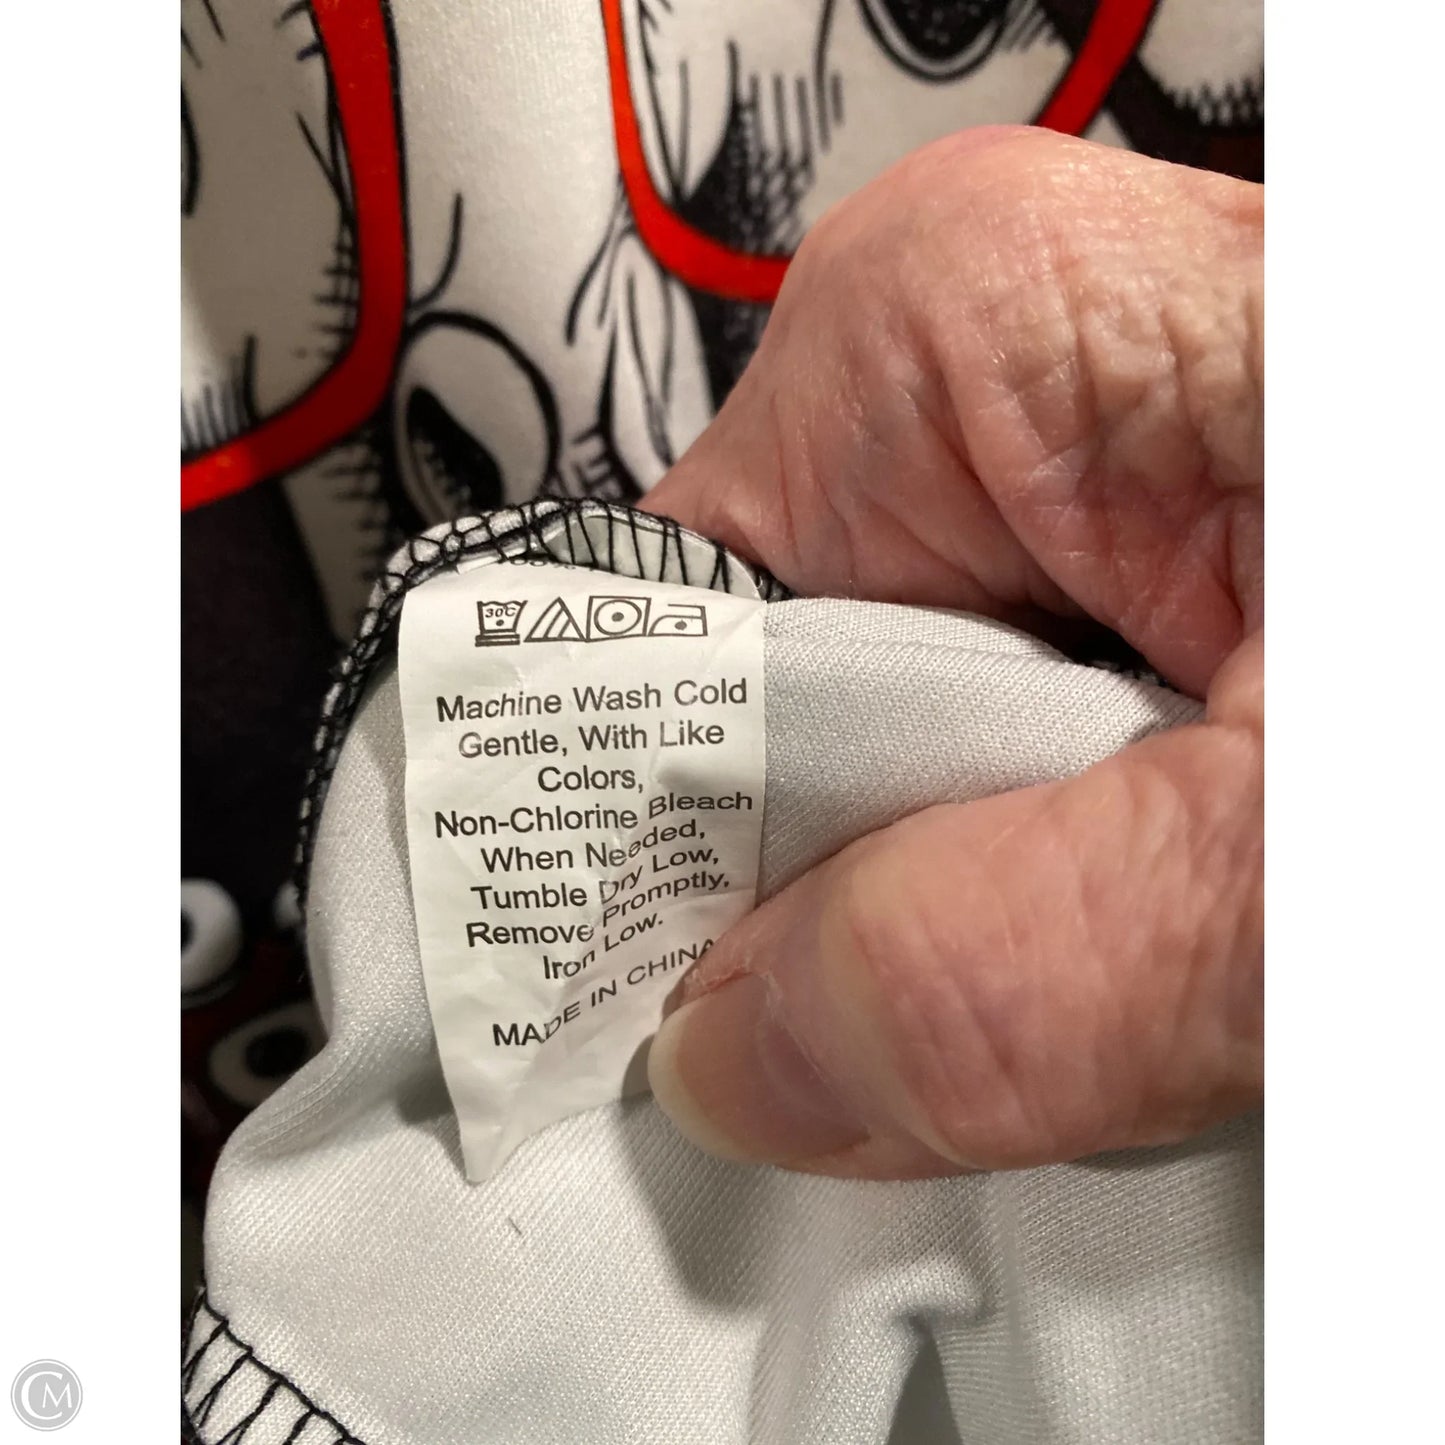 30C
Machine Wash Cold
Gentle, With Like
Colors,
Non-Chlorine Bleach
When Needed,
Tumble Dry Low,
Remove Promptly,
Iron Low.
MADE IN CHINA
CM